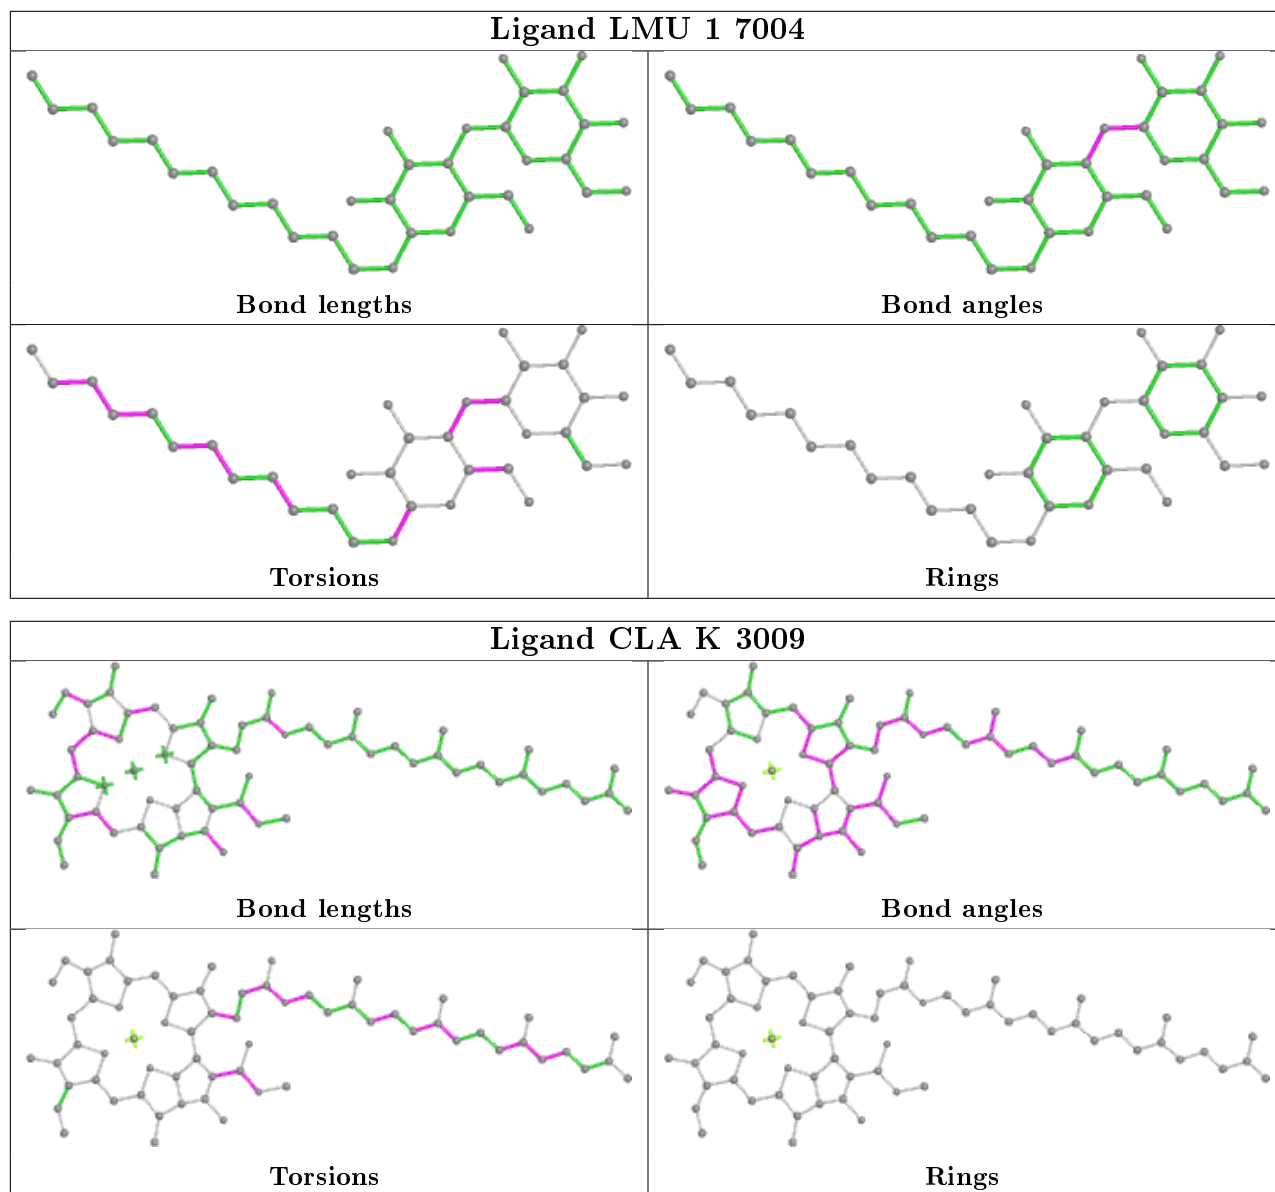 Ligand LMU 1 7004
Bond lengths
Bond angles
Torsions
Rings
Ligand CLA K 3009
Bond lengths
Bond angles
Torsions
Rings